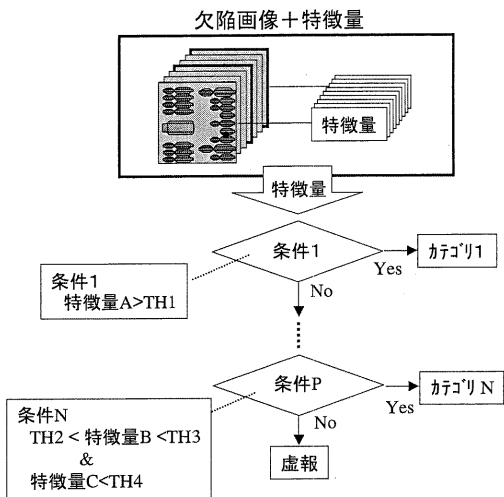 欠陥画像＋特徴量
特徴量
特徴量
条件1
Yes
カテゴリ1
条件1
特徴量A>TH1
No
条件P
Yes
カテゴリN
条件N
TH2 < 特徴量B <TH3
&
特徴量C<TH4
No
虚報